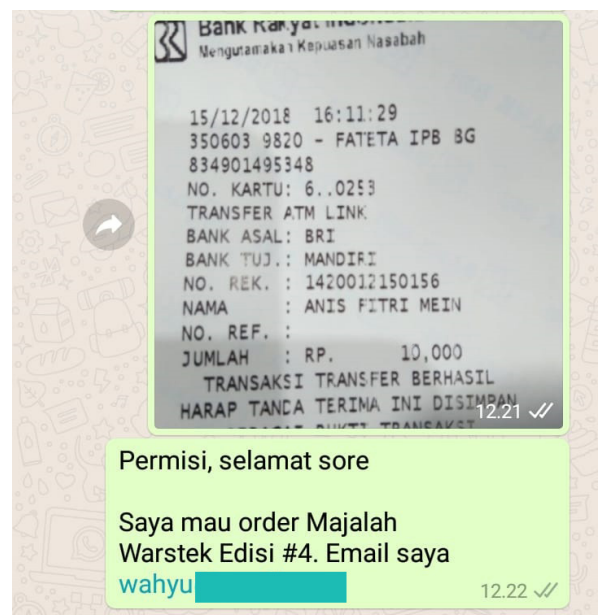 Bank Rakyat Indonesia
Mengutamakan Kepuasan Nasabah
15/12/2018 16:11:29
350603 9820 - FATETA IPB BG
834901495348
NO. KARTU: 6..0253
TRANSFER ATM LINK
BANK ASAL: BRI
BANK TUJ.: MANDIRI
NO. REK. : 1420012150156
NAMA : ANIS FITRI MEIN
NO. REF. :
JUMLAH : RP. 10,000
TRANSAKSI TRANSFER BERHASIL
HARAP TANDA TERIMA INI DISIMPAN
BUKTI TRANSAKSI
12.21
Permisi, selamat sore
Saya mau order Majalah
Warstek Edisi #4. Email saya
wahyu
12.22